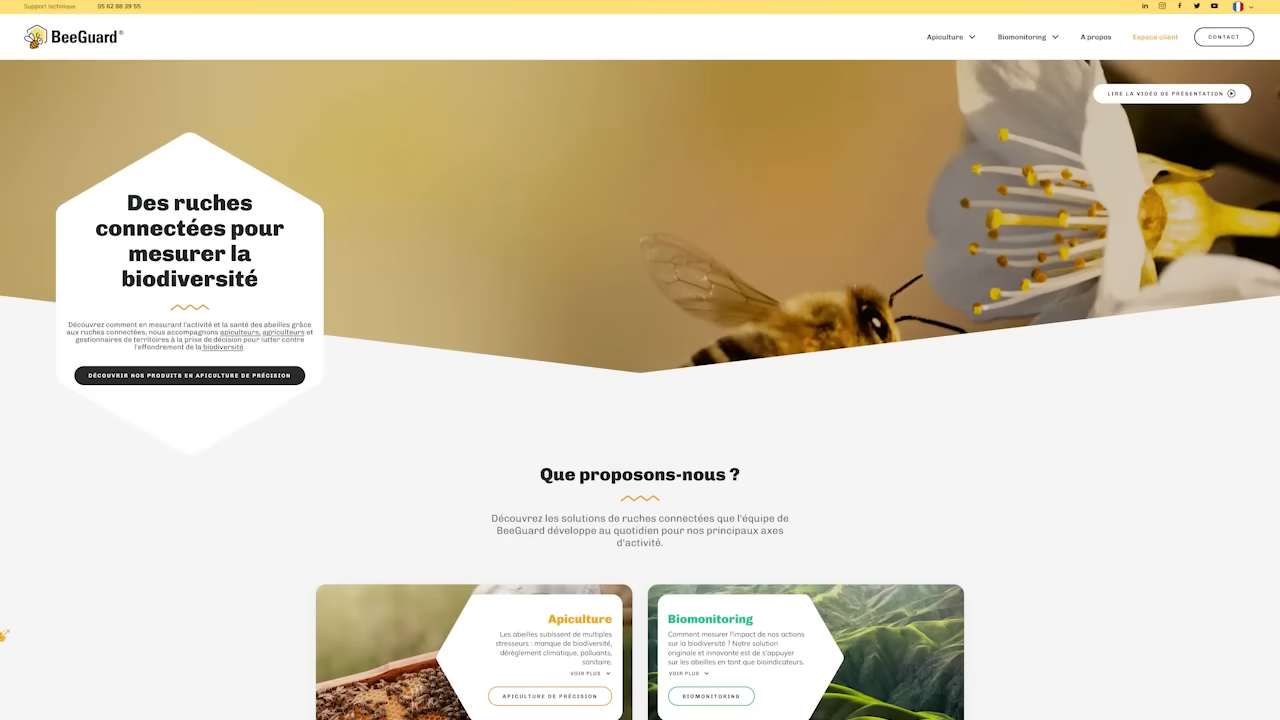 Support technique 05 62 88 39 55
BeeGuard®
Apiculture Biomonitoring A propos Espace client CONTACT
LIRE LA VIDÉO DE PRÉSENTATION
Des ruches
connectées pour
mesurer la
biodiversité
Découvrez comment en mesurant l'activité et la santé des abeilles grâce
aux ruches connectées, nous accompagnons apiculteurs, agriculteurs et
gestionnaires de territoires à la prise de décision pour lutter contre
l'effondrement de la biodiversité.
DÉCOUVRIR NOS PRODUITS EN APICULTURE DE PRÉCISION
Que proposons-nous ?
Découvrez les solutions de ruches connectées que l'équipe de
BeeGuard développe au quotidien pour nos principaux axes
d'activité.
Apiculture
Les abeilles subissent de multiples
stresseurs : manque de biodiversité,
dérèglement climatique, polluants,
sanitaire.
VOIR PLUS
APICULTURE DE PRÉCISION
Biomonitoring
Comment mesurer l'impact de nos actions
sur la biodiversité ? Notre solution
originale et innovante est de s'appuyer
sur les abeilles en tant que bioindicateurs.
VOIR PLUS
BIOMONITORING